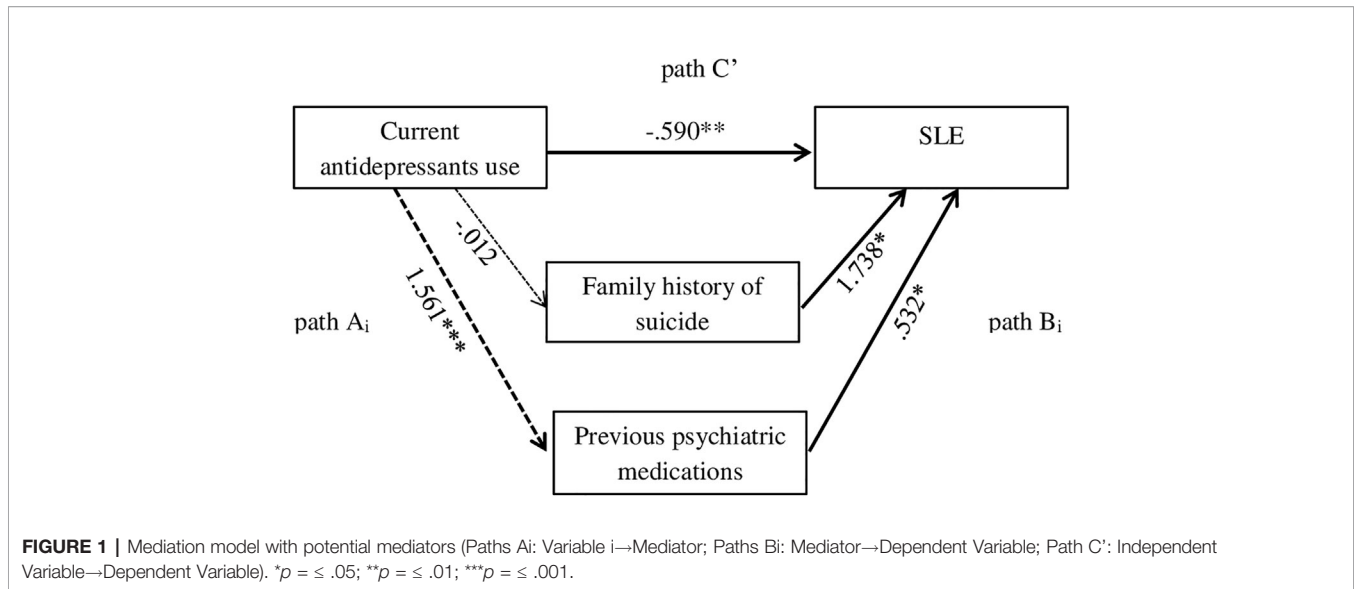 path C’
Current
antidepressants use
-.590**
SLE
-.012
1.738*
1.561***
Family history of
suicide
.532*
path Ai
path Bi
Previous psychiatric
medications
FIGURE 1 | Mediation model with potential mediators (Paths Ai: Variable i→Mediator; Paths Bi: Mediator→Dependent Variable; Path C’: Independent
Variable→Dependent Variable). *p = ≤ .05; **p = ≤ .01; ***p = ≤ .001.